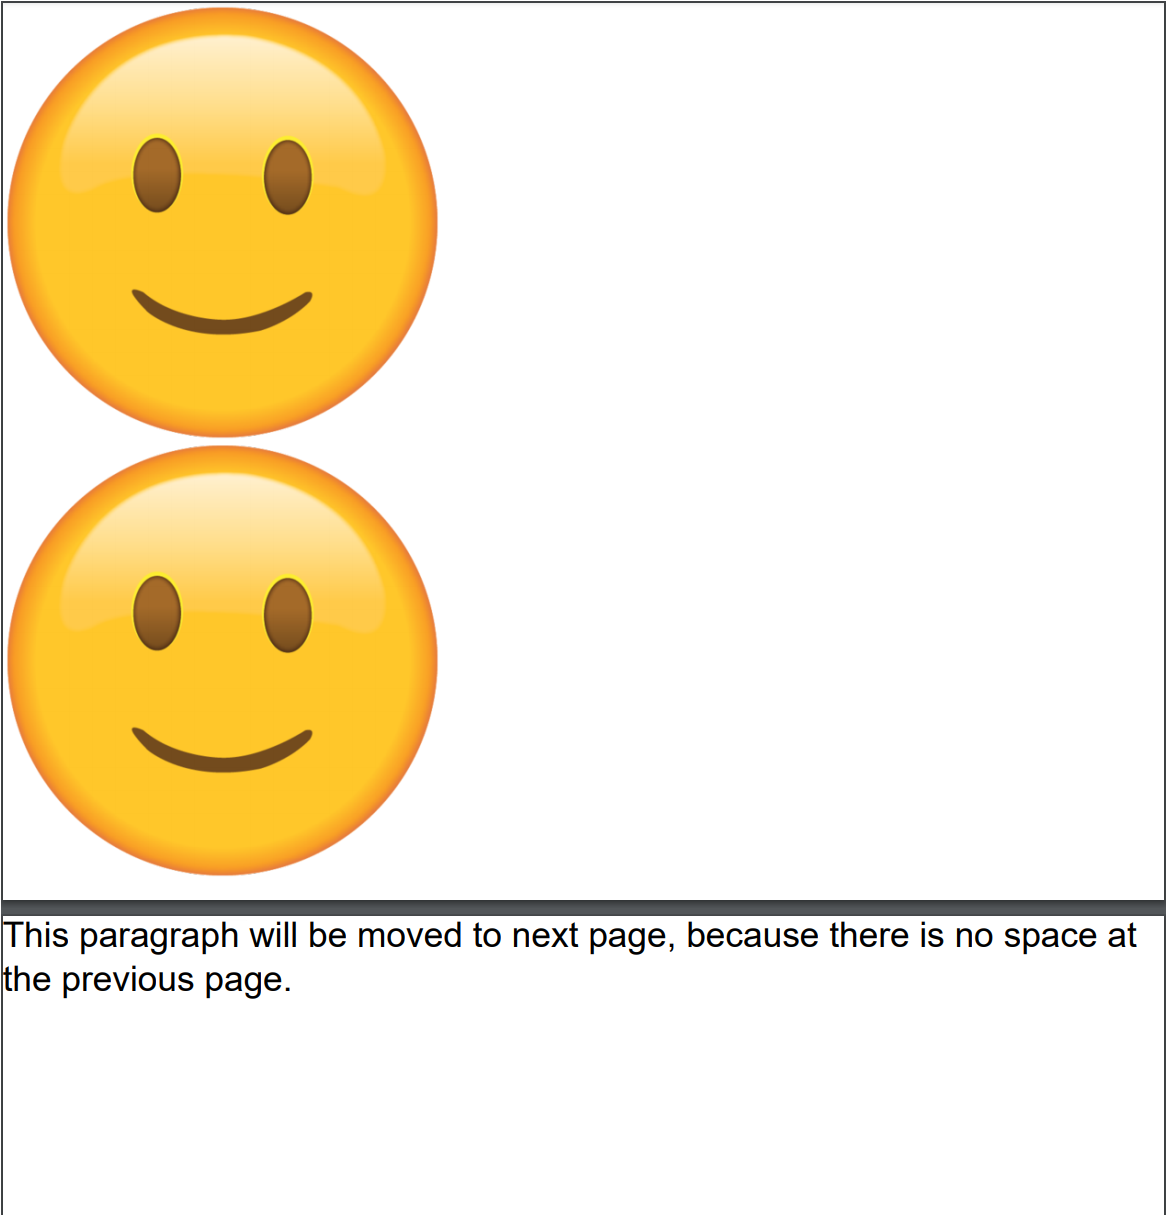 This paragraph will be moved to next page, because there is no space at
the previous page.